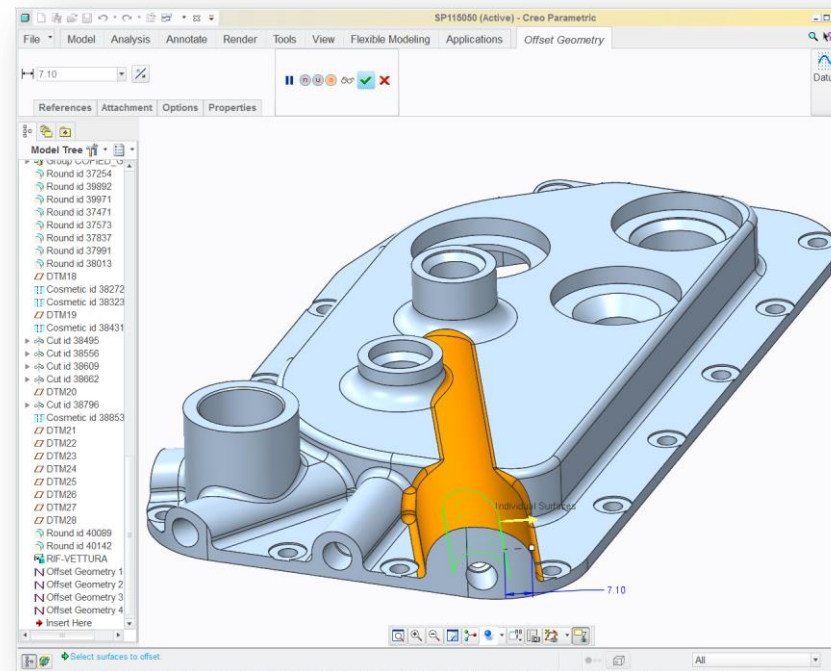 SP115050 (Active) - Creo Parametric
File Model Analysis Annotate Render Tools View Flexible Modeling Applications Offset Geometry
7.10
References Attachment Options Properties
Model Tree
Group COPIED_G
Round id 37254
Round id 39892
Round id 39971
Round id 37471
Round id 37573
Round id 37837
Round id 37991
Round id 38013
DTM18
Cosmetic id 38272
Cosmetic id 38323
DTM19
Cosmetic id 38431
Cut id 38495
Cut id 38556
Cut id 38609
Cut id 38662
DTM20
Cut id 38796
Cosmetic id 38853
DTM21
DTM22
DTM23
DTM24
DTM25
DTM26
DTM27
DTM28
Round id 40089
Round id 40142
RIF-VETTURA
Offset Geometry 1
Offset Geometry 2
Offset Geometry 3
Offset Geometry 4
Insert Here
Individual Surfaces
7.10
Select surfaces to offset.
All